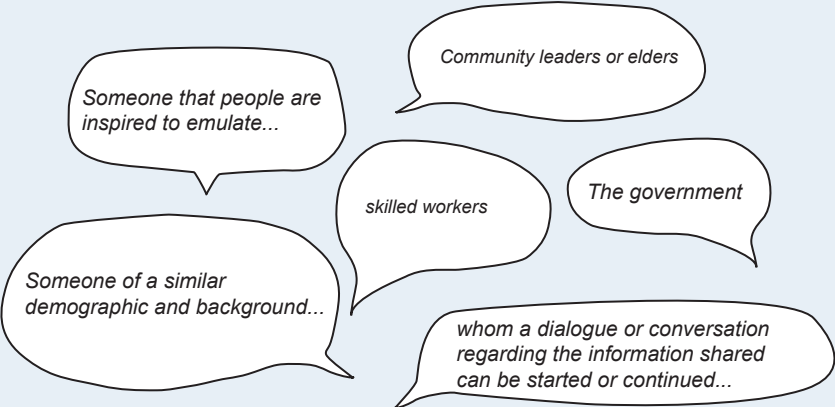 Community leaders or elders
Someone that people are
inspired to emulate...
skilled workers
The government
Someone of a similar
demographic and background...
whom a dialogue or conversation
regarding the information shared
can be started or continued...